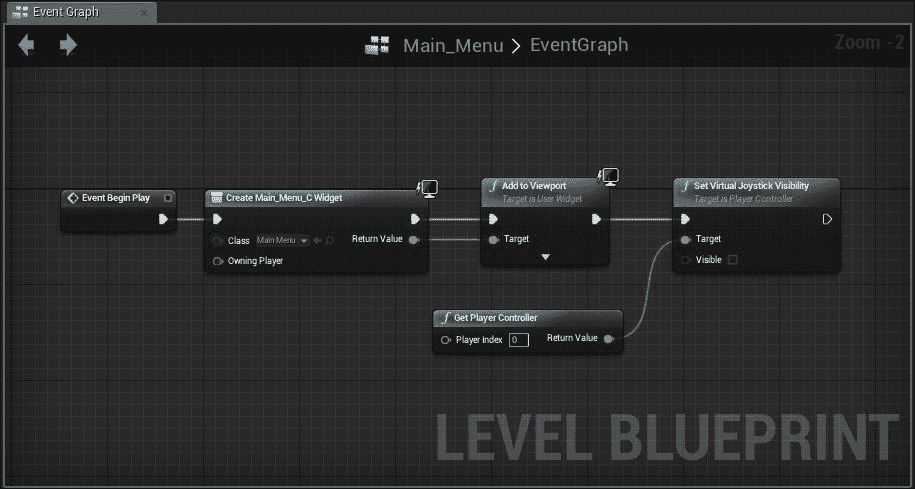 Event Graph
Main_Menu > EventGraph
Zoom -2
Event Begin Play
Create Main_Menu_C Widget
Class Main Menu
Return Value
Owning Player
f Add to Viewport
Target is User Widget
Target
f Set Virtual Joystick Visibility
Target is Player Controller
Target
Visible
f Get Player Controller
Player Index 0
Return Value
LEVEL BLUEPRINT